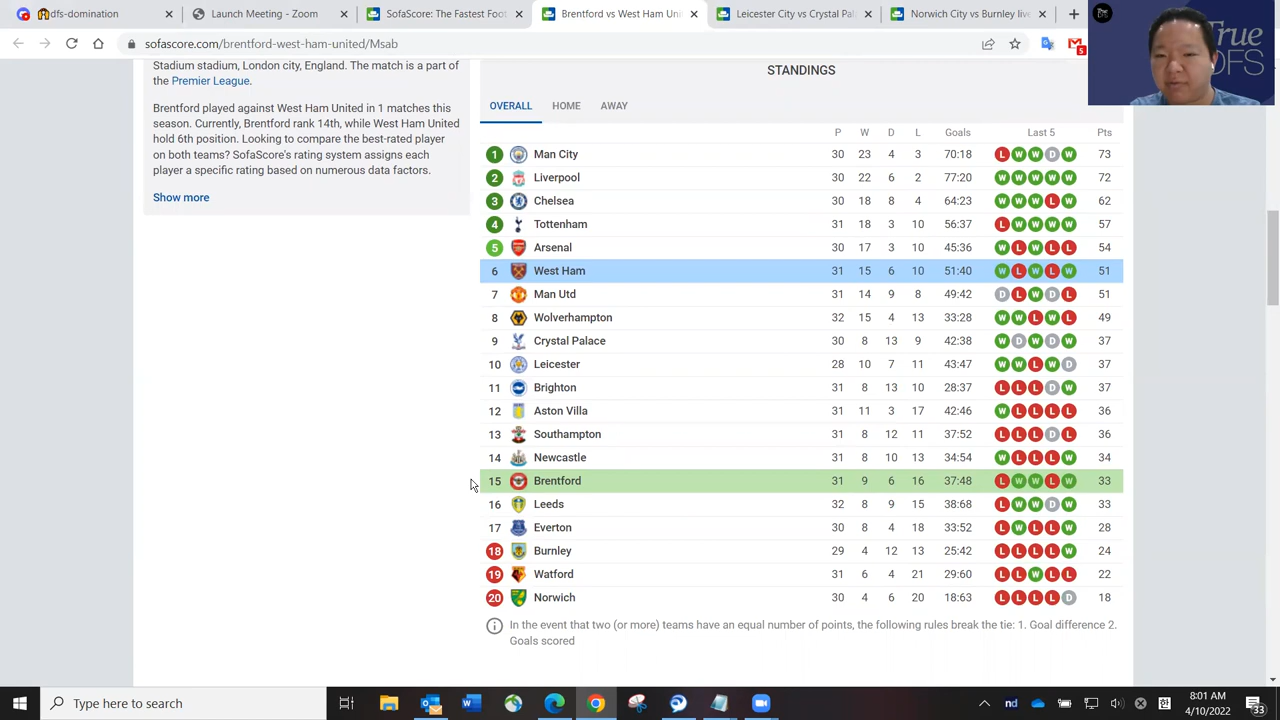 dfs-domination
Launch Meeting - Zoom
SofaScore: The Fastest Foot
Brentford vs West Ham Uni
Leicester City vs Crystal Pal
Norwich City vs Burnley live
sofascore.com/brentford-west-ham-united/Msab
5
True
DFS
Stadium stadium, London city, England. The match is a part of
the Premier League.
Brentford played against West Ham United in 1 matches this
season. Currently, Brentford rank 14th, while West Ham United
hold 6th position. Looking to compare the best-rated player
on both teams? SofaScore's rating system assigns each
player a specific rating based on numerical data factors.
Show more
STANDINGS
OVERALL HOME AWAY
P W D L Goals Last 5 Pts
1 Man City 30 23 4 3 70:18 L W W D W 73
2 Liverpool 30 22 6 2 77:20 W W W W W 72
3 Chelsea 30 18 8 4 64:23 W W W L W 62
4 Tottenham 31 18 3 10 56:37 L W W W W 57
5 Arsenal 30 17 3 10 45:36 W L W L L 54
6 West Ham 31 15 6 10 51:40 W L W L W 51
7 Man Utd 31 14 9 8 49:42 D L W D L 51
8 Wolverhampton 32 15 4 13 33:28 W W L W L 49
9 Crystal Palace 30 8 13 9 42:38 W D W D W 37
10 Leicester 28 10 7 11 43:47 W W L W D 37
11 Brighton 31 8 13 10 28:37 L L L D W 37
12 Aston Villa 31 11 3 17 42:46 W L L L L 36
13 Southampton 31 8 12 11 37:52 L L L D L 36
14 Newcastle 31 8 10 13 34:54 W L L L W 34
15 Brentford 31 9 6 16 37:48 L W W L W 33
16 Leeds 32 8 9 15 38:68 L W W D W 33
17 Everton 30 8 4 18 33:52 L W L L W 28
18 Burnley 29 4 12 13 25:42 L L L L W 24
19 Watford 31 6 4 21 29:60 L L W L L 22
20 Norwich 30 4 6 20 18:63 L L L L D 18
In the event that two (or more) teams have an equal number of points, the following rules break the tie: 1. Goal difference 2.
Goals scored
Type here to search
nd
8:01 AM
4/10/2022
33